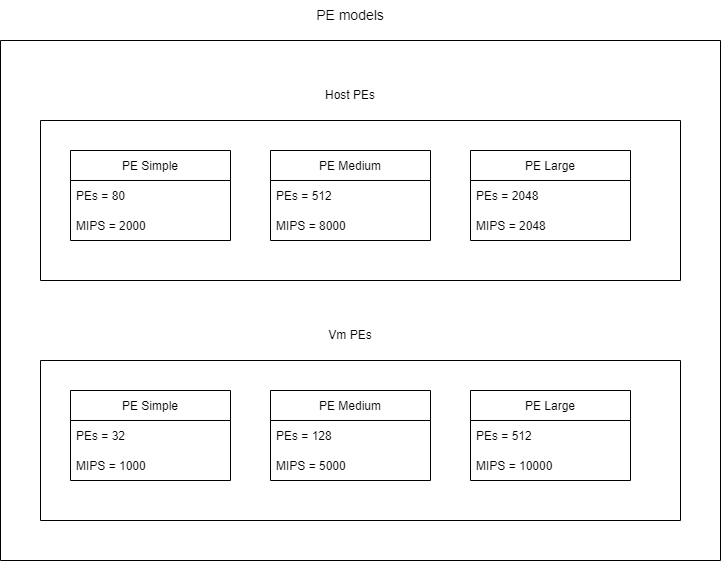 PE models
Host PEs
PE Simple
PEs = 80
MIPS = 2000
PE Medium
PEs = 512
MIPS = 8000
PE Large
PEs = 2048
MIPS = 2048
Vm PEs
PE Simple
PEs = 32
MIPS = 1000
PE Medium
PEs = 128
MIPS = 5000
PE Large
PEs = 512
MIPS = 10000